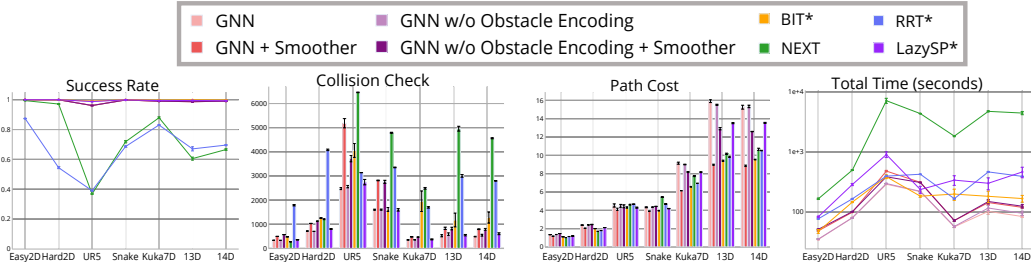 GNN
GNN w/o Obstacle Encoding
BIT*
RRT*
GNN + Smoother
GNN w/o Obstacle Encoding + Smoother
NEXT
LazySP*
Success Rate
1
0.8
0.6
0.4
0.2
0
Easy2D Hard2D UR5 Snake Kuka7D 13D 14D
Collision Check
6000
5000
4000
3000
2000
1000
0
Easy2D Hard2D UR5 Snake Kuka7D 13D 14D
Path Cost
16
14
12
10
8
6
4
2
0
Easy2D Hard2D UR5 Snake Kuka7D 13D 14D
Total Time (seconds)
1e+4
1e+3
100
Easy2D Hard2D UR5 Snake Kuka7D 13D 14D